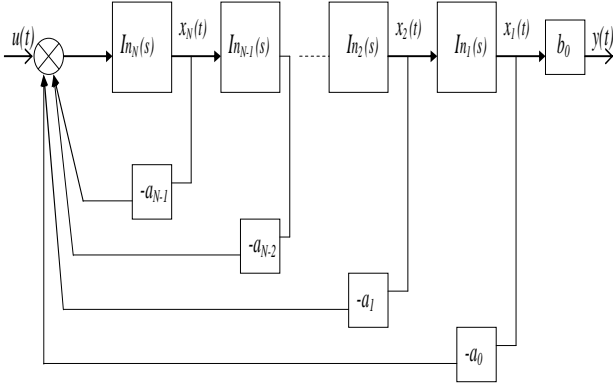 u(t)
In_N(s)
x_N(t)
In_{N-1}(s)
In_2(s)
x_2(t)
In_1(s)
x_1(t)
b_0
y(t)
-a_{N-1}
-a_{N-2}
-a_1
-a_0